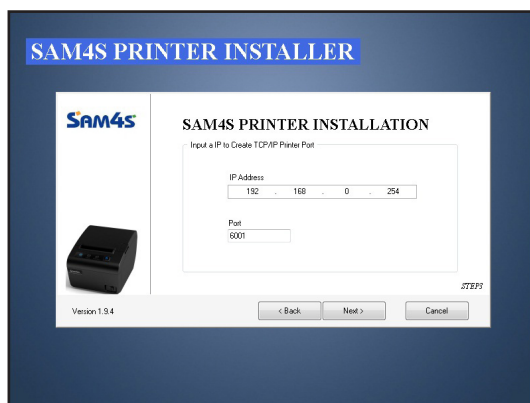 SAM4S PRINTER INSTALLER
SAM4S
SAM4S PRINTER INSTALLATION
Input a IP to Create TCP/IP Printer Port
IP Address
192 . 168 . 0 . 254
Port
6001
STEP3
Version 1.9.4
< Back
Next >
Cancel